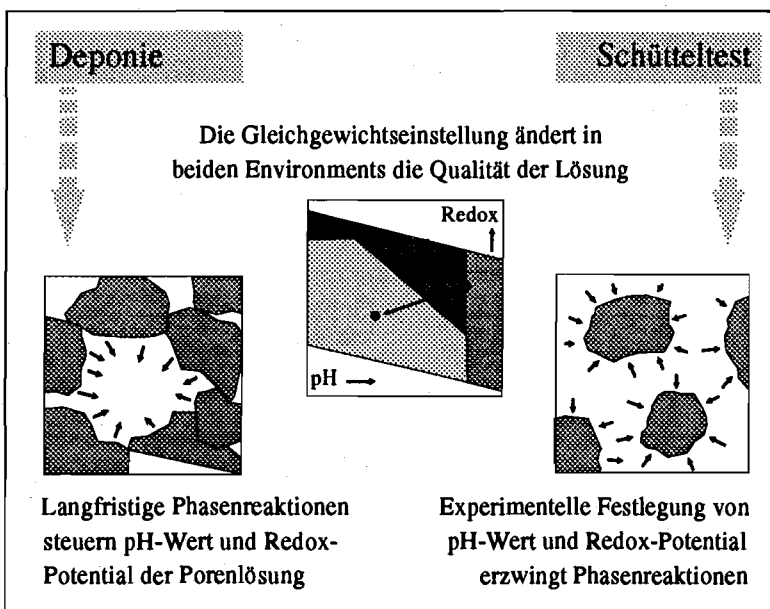 Deponie
Schütteltest
Die Gleichgewichtseinstellung ändert in
beiden Environments die Qualität der Lösung
Redox
pH
Langfristige Phasenreaktionen
steuern pH-Wert und Redox-
Potential der Porenlösung
Experimentelle Festlegung von
pH-Wert und Redox-Potential
erzwingt Phasenreaktionen